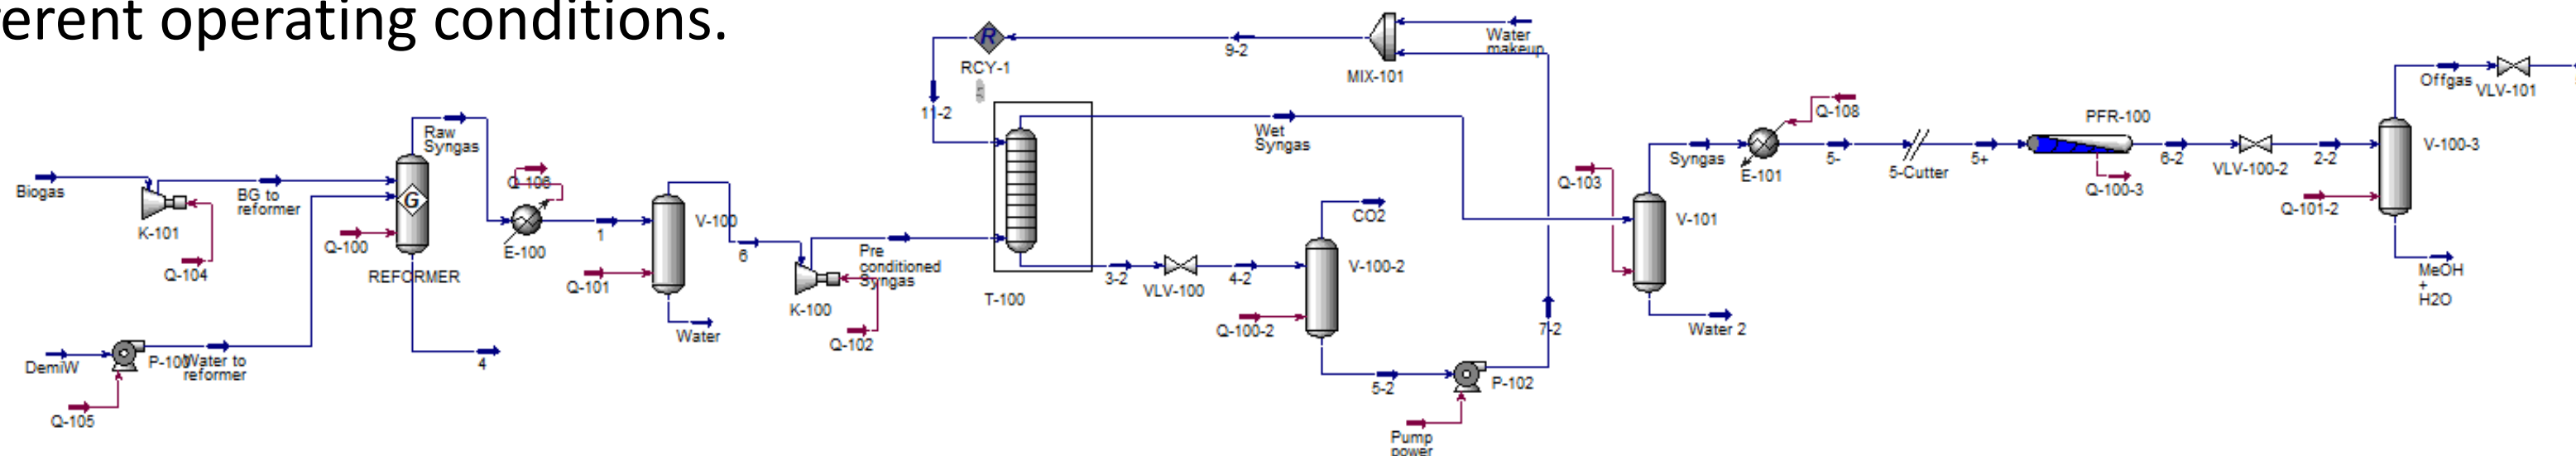 erent operating conditions.
Biogas
K-101
Q-104
BG to
reformer
DemiW
P-100
Water to
reformer
Q-105
Q-100
G
REFORMER
4
Raw
Syngas
Q-106
E-100
1
Q-101
V-100
Water
6
K-100
Q-102
Pre
conditioned
Syngas
11-2
R
RCY-1
9-2
MIX-101
Water
makeup
T-100
Wet
Syngas
3-2
VLV-100
4-2
Q-100-2
CO2
V-100-2
5-2
P-102
Pump
power
7-2
Q-103
V-101
Water 2
Syngas
E-101
Q-108
5-
5-Cutter
5+
PFR-100
Q-100-3
6-2
VLV-100-2
2-2
Q-101-2
V-100-3
Offgas
VLV-101
MeOH
+
H2O